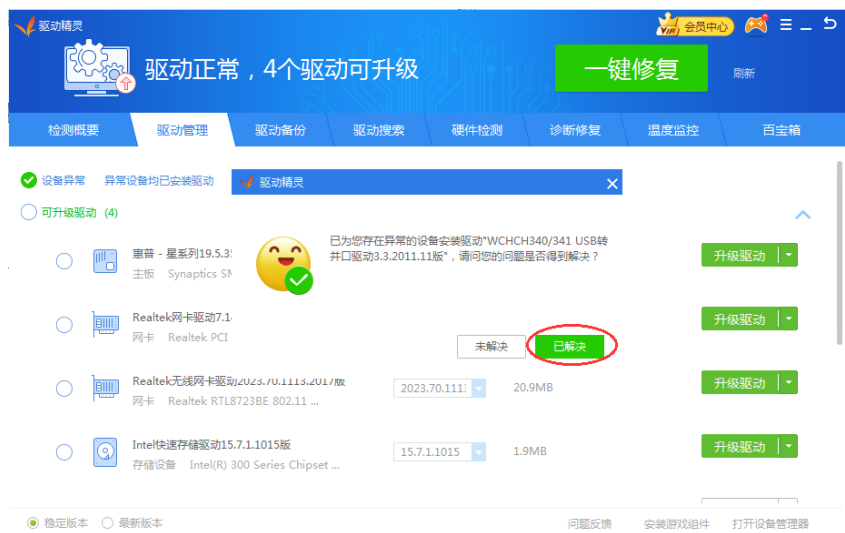 驱动精灵
VIP 会员中心
驱动正常，4个驱动可升级
一键修复
刷新
检测概要
驱动管理
驱动备份
驱动搜索
硬件检测
诊断修复
温度监控
百宝箱
设备异常 异常设备均已安装驱动
驱动精灵
可升级驱动 (4)
已为您存在异常的设备安装驱动"WCHCH340/341 USB转
并口驱动3.3.2011.11版"，请问您的问题是否得到解决？
惠普 - 星系列19.5.3
主板 Synaptics SM
升级驱动
Realtek网卡驱动7.1
网卡 Realtek PCI
升级驱动
未解决
已解决
Realtek无线网卡驱动2023.70.1113.2017版
网卡 Realtek RTL8723BE 802.11 ...
2023.70.111
20.9MB
升级驱动
Intel快速存储驱动15.7.1.1015版
存储设备 Intel(R) 300 Series Chipset ...
15.7.1.1015
1.9MB
升级驱动
稳定版本
最新版本
问题反馈
安装游戏组件
打开设备管理器